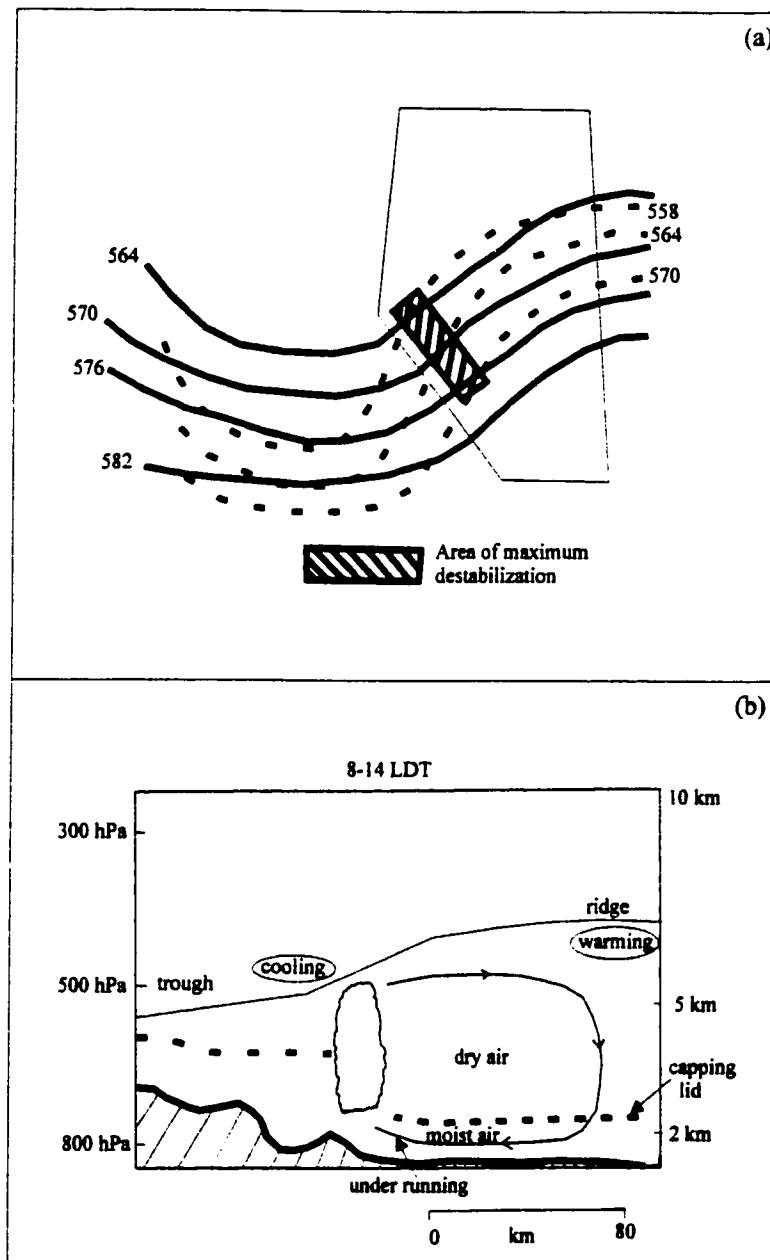 (a)
564
570
576
582
558
564
570
Area of maximum
destabilization
(b)
8-14 LDT
300 hPa
500 hPa
800 hPa
10 km
5 km
2 km
ridge
warming
cooling
trough
dry air
capping
lid
moist air
under running
0 km 80